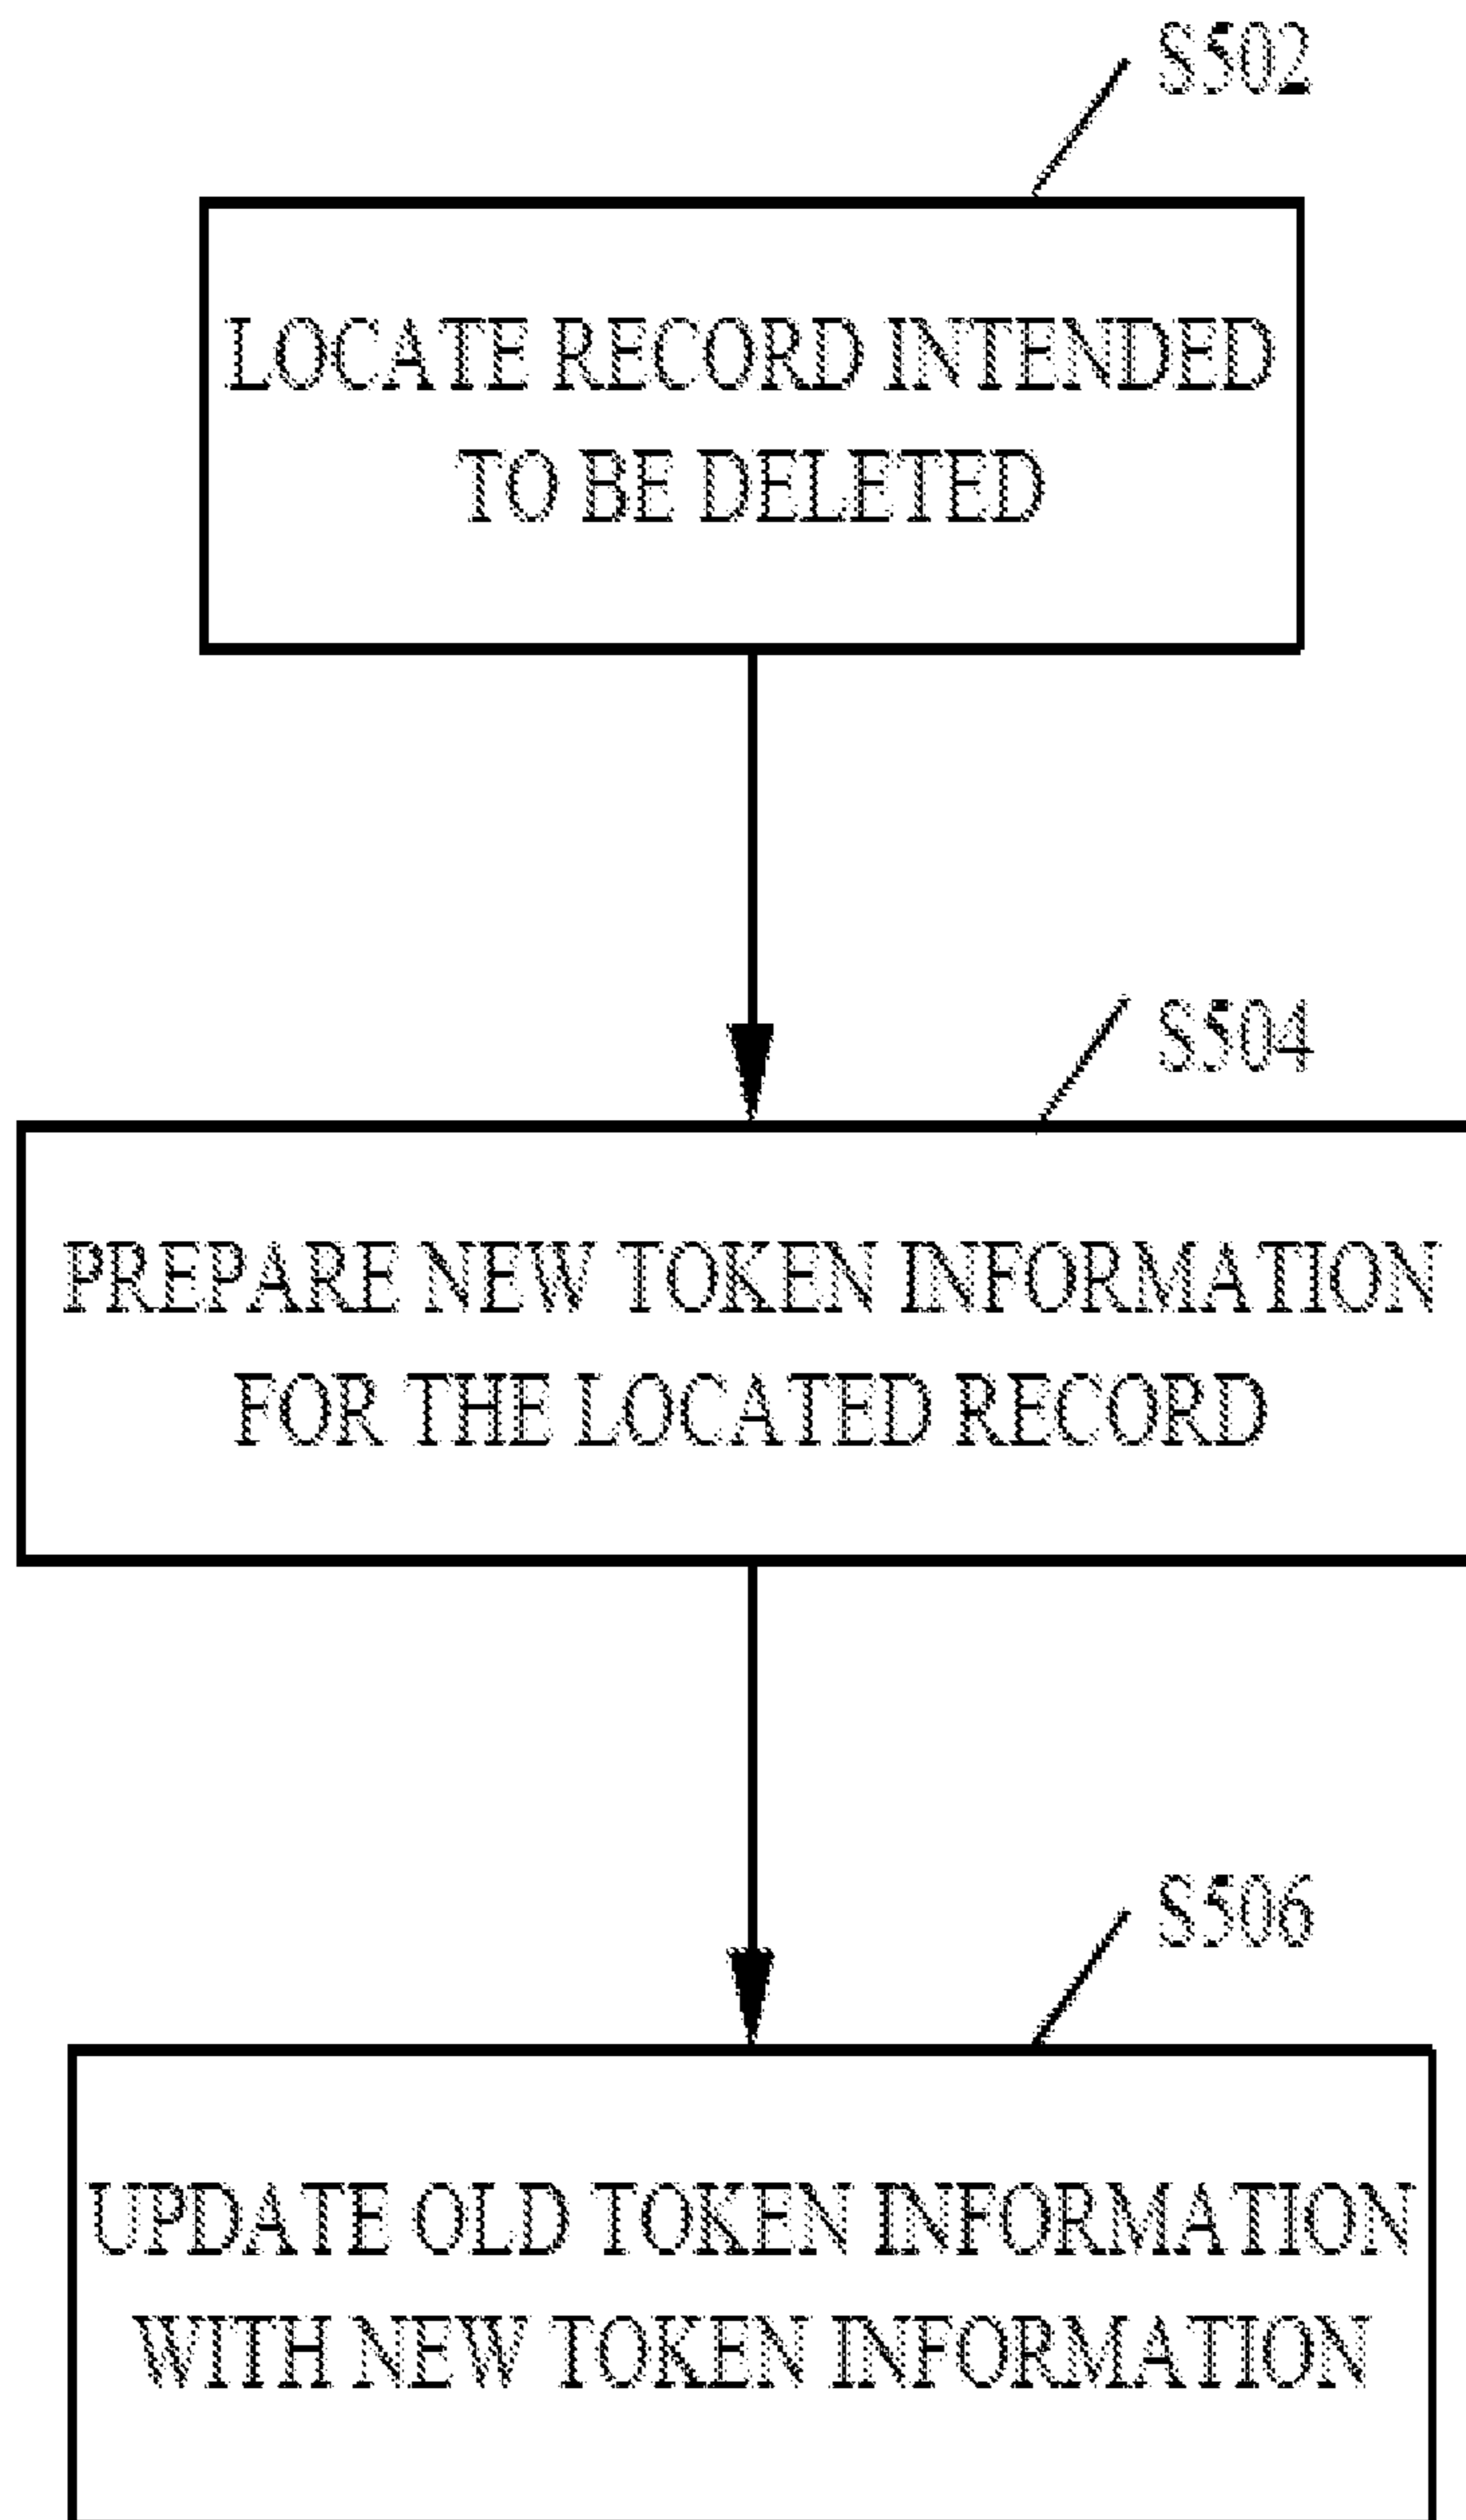 S502
LOCATE RECORD INTENDED
TO BE DELETED
S504
PREPARE NEW TOKEN INFORMATION
FOR THE LOCATED RECORD
S506
UPDATE OLD TOKEN INFORMATION
WITH NEW TOKEN INFORMATION